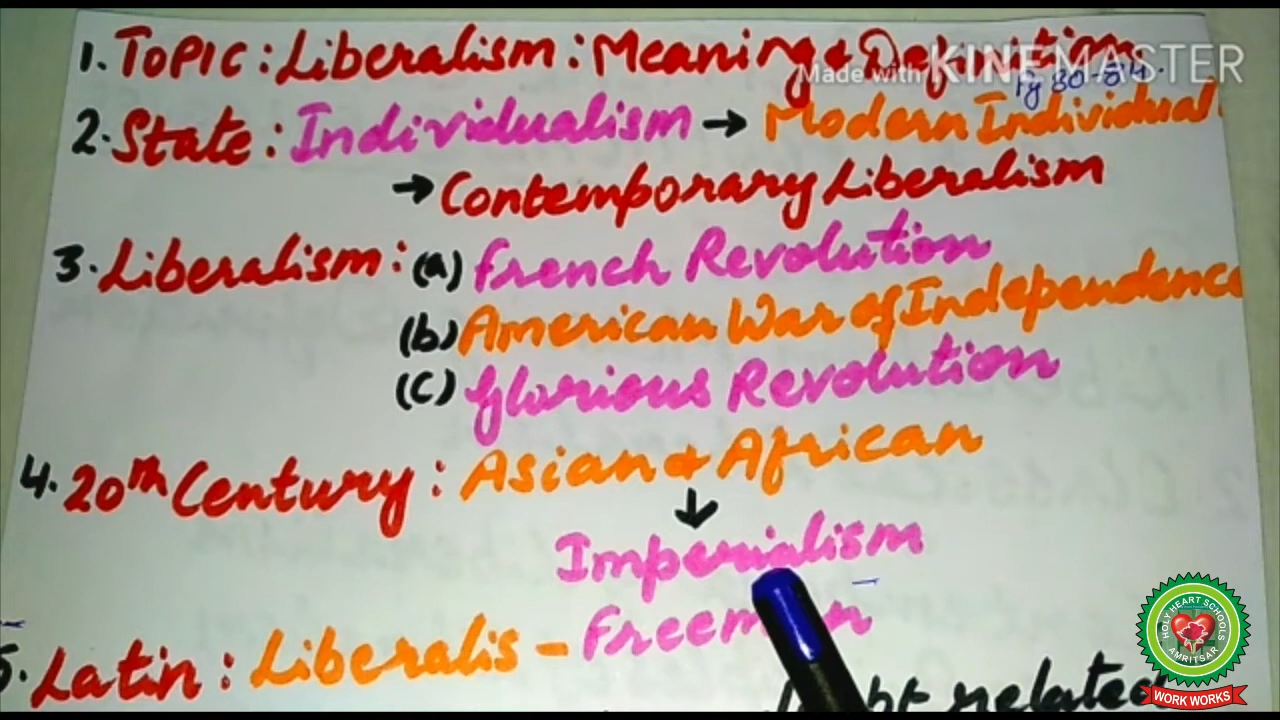 1. Topic : Liberalism : Meaning & Definition
Made with KINEMASTER
Pg 80-84.
2. State : Individualism → Modern Individual
→ Contemporary Liberalism
3. Liberalism : (a) French Revolution
(b) American War of Independence
(C) Glorious Revolution
4. 20th Century : Asian & African
↓
Imperialism
5. Latin : Liberalis -
related
HOLY HEART SCHOOLS
AMRITSAR
WORK WORKS